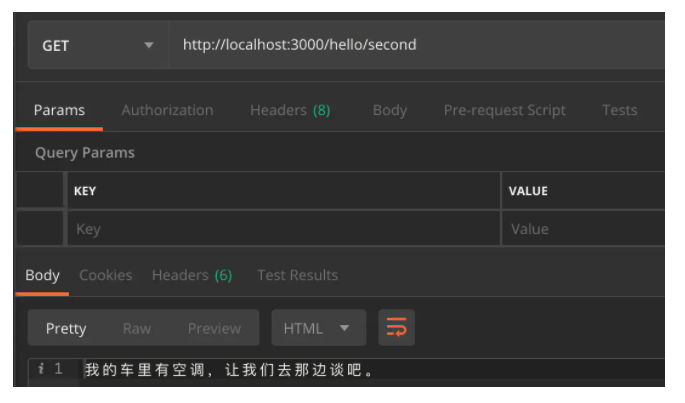 GET http://localhost:3000/hello/second
Params Authorization Headers (8) Body Pre-request Script Tests
Query Params
KEY VALUE
Key Value
Body Cookies Headers (6) Test Results
Pretty Raw Preview HTML
i 1 我的车里有空调，让我们去那边谈吧。